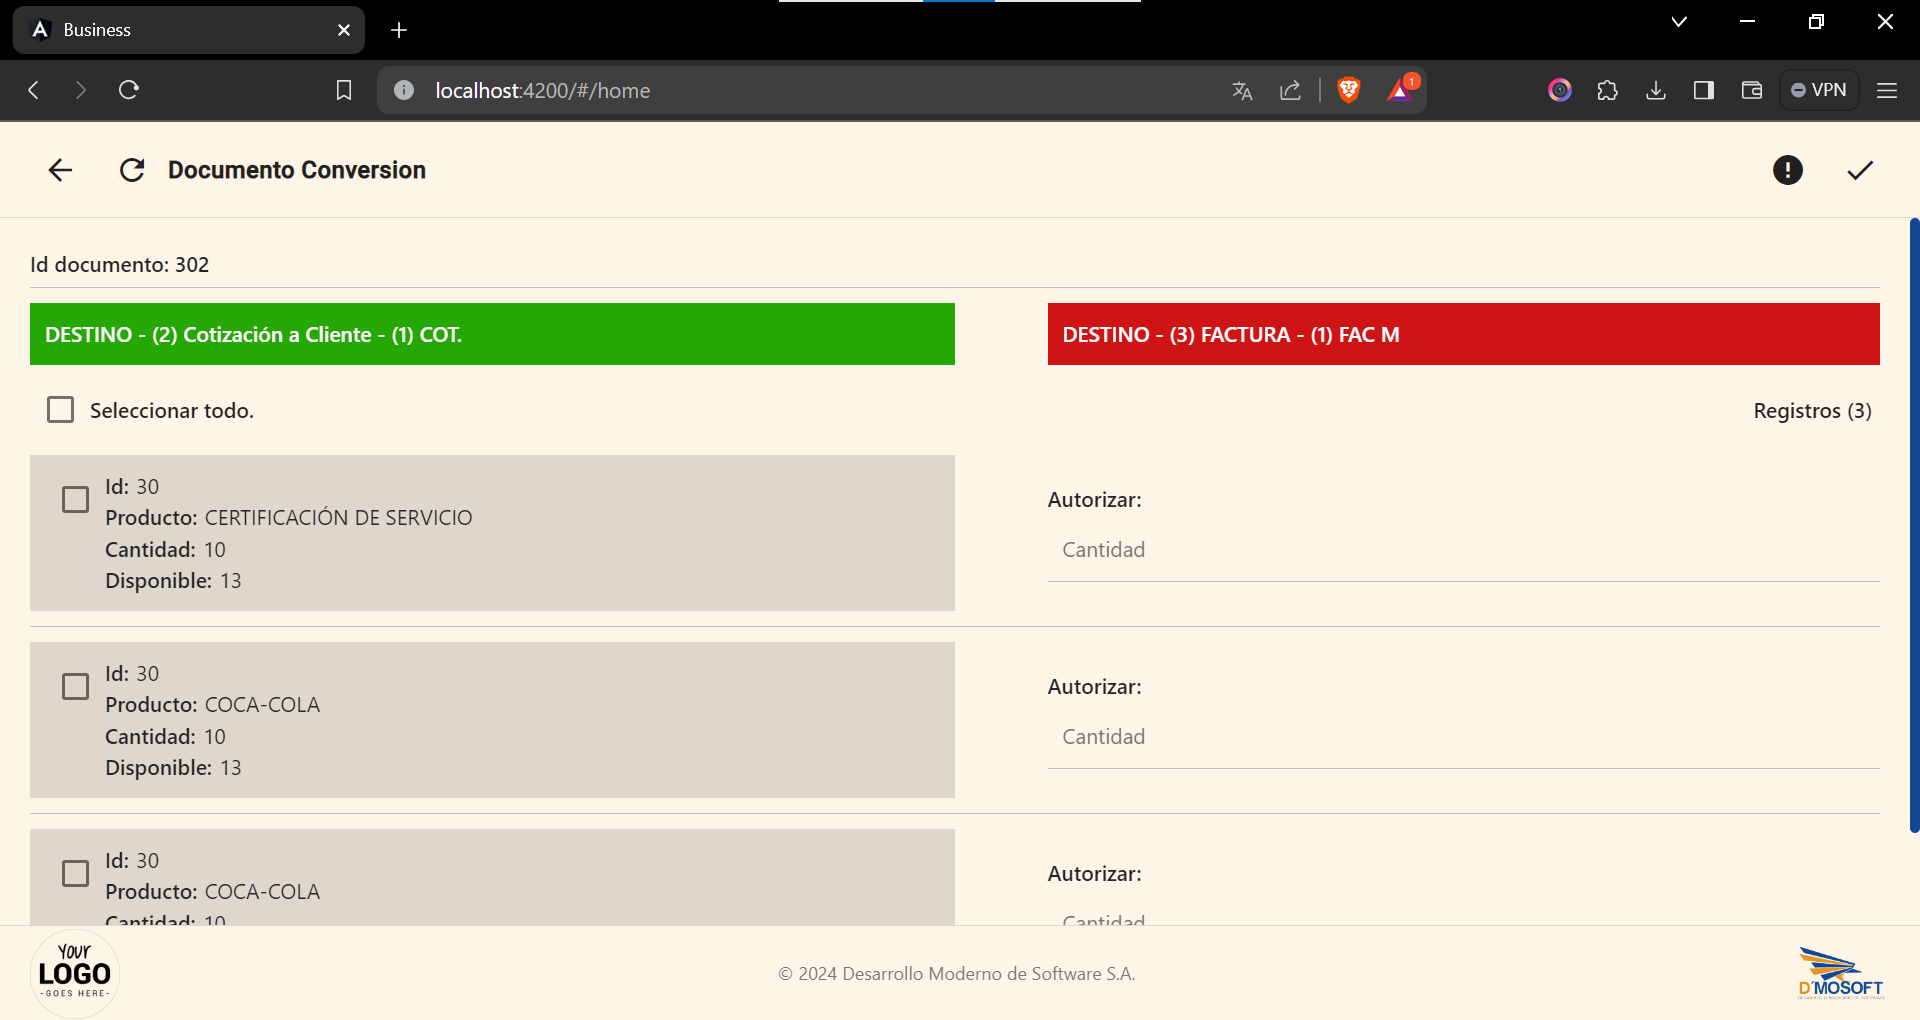 Business
localhost:4200/#/home
1
VPN
Documento Conversion
Id documento: 302
DESTINO - (2) Cotización a Cliente - (1) COT.
DESTINO - (3) FACTURA - (1) FAC M
Seleccionar todo.
Registros (3)
Id: 30
Producto: CERTIFICACIÓN DE SERVICIO
Cantidad: 10
Disponible: 13
Autorizar:
Cantidad
Id: 30
Producto: COCA-COLA
Cantidad: 10
Disponible: 13
Autorizar:
Cantidad
Id: 30
Producto: COCA-COLA
Cantidad: 10
Autorizar:
Cantidad
YOUR
LOGO
-GOES HERE-
© 2024 Desarrollo Moderno de Software S.A.
D'MOSOFT